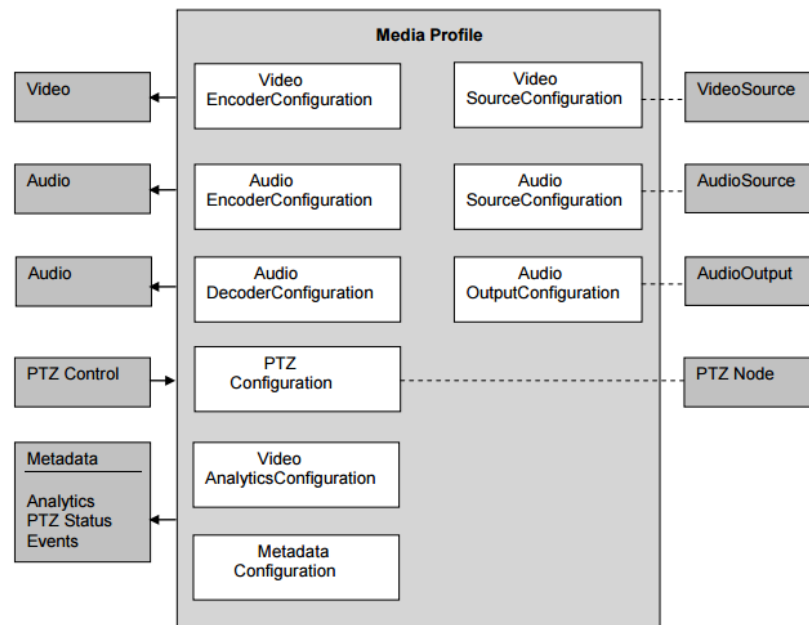 Media Profile
Video
Video
EncoderConfiguration
Video
SourceConfiguration
VideoSource
Audio
Audio
EncoderConfiguration
Audio
SourceConfiguration
AudioSource
Audio
Audio
DecoderConfiguration
Audio
OutputConfiguration
AudioOutput
PTZ Control
PTZ
Configuration
PTZ Node
Metadata
Analytics
PTZ Status
Events
Video
AnalyticsConfiguration
Metadata
Configuration